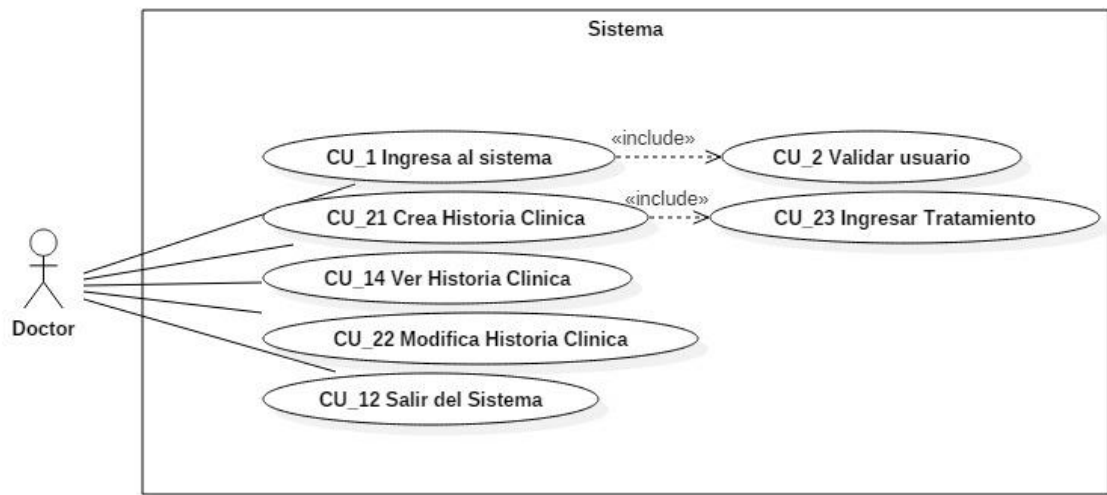 Sistema
«include»
CU_1 Ingresa al sistema
CU_2 Validar usuario
«include»
CU_21 Crea Historia Clinica
CU_23 Ingresar Tratamiento
CU_14 Ver Historia Clinica
Doctor
CU_22 Modifica Historia Clinica
CU_12 Salir del Sistema